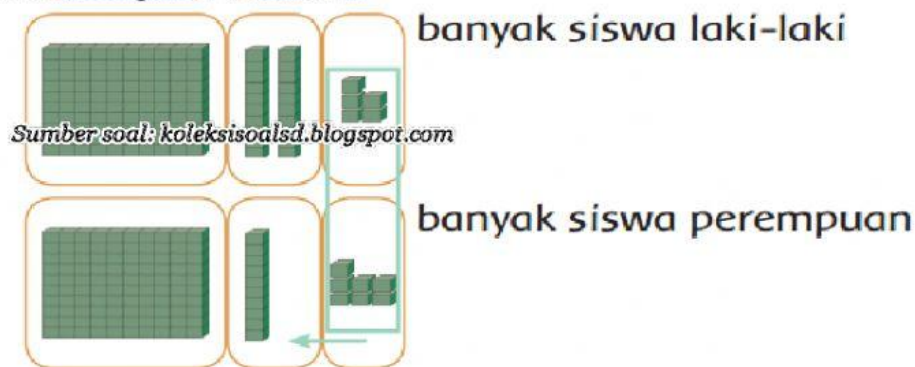 banyak siswa laki-laki
Sumber soal: koleksisoalsd.blogspot.com
banyak siswa perempuan